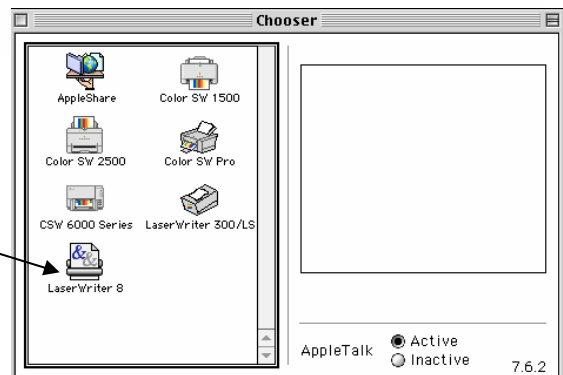 Chooser
AppleShare
Color SW 1500
Color SW 2500
Color SW Pro
CSW 6000 Series
LaserWriter 300/LS
LaserWriter 8
AppleTalk
Active
Inactive
7.6.2